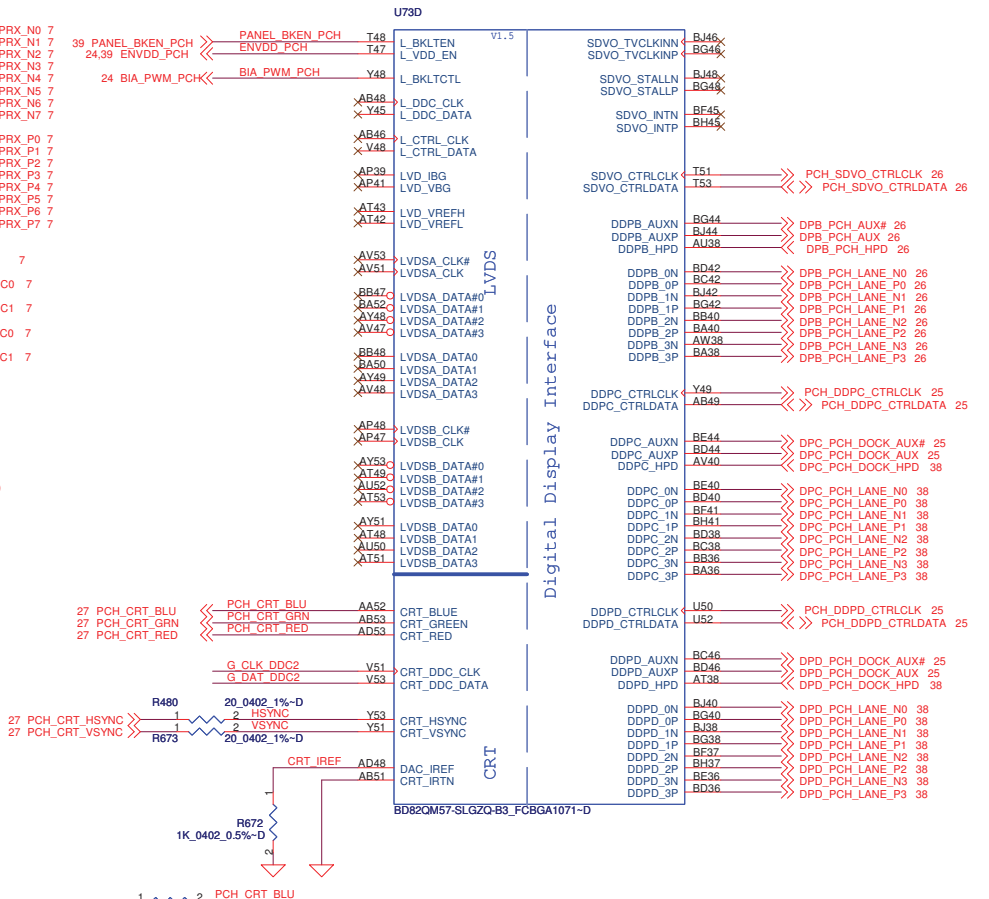 U73D
PRX_N0 7
PRX_N1 7
PRX_N2 7
PRX_N3 7
PRX_N4 7
PRX_N5 7
PRX_N6 7
PRX_N7 7
PRX_P0 7
PRX_P1 7
PRX_P2 7
PRX_P3 7
PRX_P4 7
PRX_P5 7
PRX_P6 7
PRX_P7 7
7
C0 7
C1 7
C0 7
C1 7
39 PANEL_BKEN_PCH PANEL_BKEN_PCH T48 L_BKLTEN
24,39 ENVDD_PCH ENVDD_PCH T47 L_VDD_EN
24 BIA_PWM_PCH BIA_PWM_PCH Y48 L_BKLTCTL
AB48 L_DDC_CLK
Y45 L_DDC_DATA
AB46 L_CTRL_CLK
V48 L_CTRL_DATA
AP39 LVD_IBG
AP41 LVD_VBG
AT43 LVD_VREFH
AT42 LVD_VREFL
AV53 LVDSA_CLK#
AV51 LVDSA_CLK
BB47 LVDSA_DATA#0
BA52 LVDSA_DATA#1
AY48 LVDSA_DATA#2
AV47 LVDSA_DATA#3
BB48 LVDSA_DATA0
BA50 LVDSA_DATA1
AY49 LVDSA_DATA2
AV48 LVDSA_DATA3
AP48 LVDSB_CLK#
AP47 LVDSB_CLK
AY53 LVDSB_DATA#0
AT49 LVDSB_DATA#1
AU52 LVDSB_DATA#2
AT53 LVDSB_DATA#3
AY51 LVDSB_DATA0
AT48 LVDSB_DATA1
AU50 LVDSB_DATA2
AT51 LVDSB_DATA3
27 PCH_CRT_BLU PCH_CRT_BLU AA52 CRT_BLUE
27 PCH_CRT_GRN PCH_CRT_GRN AB53 CRT_GREEN
27 PCH_CRT_RED PCH_CRT_RED AD53 CRT_RED
G_CLK_DDC2 V51 CRT_DDC_CLK
G_DAT_DDC2 V53 CRT_DDC_DATA
R480 20_0402_1%~D
27 PCH_CRT_HSYNC 1 2 HSYNC Y53 CRT_HSYNC
27 PCH_CRT_VSYNC 1 2 VSYNC Y51 CRT_VSYNC
R673 20_0402_1%~D
CRT_IREF AD48 DAC_IREF
AB51 CRT_IRTN
1
R672
1K_0402_0.5%~D
2
V1.5
LVDS
CRT
Digital Display Interface
SDVO_TVCLKINN BJ46
SDVO_TVCLKINP BG46
SDVO_STALLN BJ48
SDVO_STALLP BG48
SDVO_INTN BF45
SDVO_INTP BH45
SDVO_CTRLCLK T51 PCH_SDVO_CTRLCLK 26
SDVO_CTRLDATA T53 PCH_SDVO_CTRLDATA 26
DDPB_AUXN BG44 DPB_PCH_AUX# 26
DDPB_AUXP BJ44 DPB_PCH_AUX 26
DDPB_HPD AU38 DPB_PCH_HPD 26
DDPB_0N BD42 DPB_PCH_LANE_N0 26
DDPB_0P BC42 DPB_PCH_LANE_P0 26
DDPB_1N BJ42 DPB_PCH_LANE_N1 26
DDPB_1P BG42 DPB_PCH_LANE_P1 26
DDPB_2N BB40 DPB_PCH_LANE_N2 26
DDPB_2P BA40 DPB_PCH_LANE_P2 26
DDPB_3N AW38 DPB_PCH_LANE_N3 26
DDPB_3P BA38 DPB_PCH_LANE_P3 26
DDPC_CTRLCLK Y49 PCH_DDPC_CTRLCLK 25
DDPC_CTRLDATA AB49 PCH_DDPC_CTRLDATA 25
DDPC_AUXN BE44 DPC_PCH_DOCK_AUX# 25
DDPC_AUXP BD44 DPC_PCH_DOCK_AUX 25
DDPC_HPD AV40 DPC_PCH_DOCK_HPD 38
DDPC_0N BE40 DPC_PCH_LANE_N0 38
DDPC_0P BD40 DPC_PCH_LANE_P0 38
DDPC_1N BF41 DPC_PCH_LANE_N1 38
DDPC_1P BH41 DPC_PCH_LANE_P1 38
DDPC_2N BD38 DPC_PCH_LANE_N2 38
DDPC_2P BC38 DPC_PCH_LANE_P2 38
DDPC_3N BB36 DPC_PCH_LANE_N3 38
DDPC_3P BA36 DPC_PCH_LANE_P3 38
DDPD_CTRLCLK U50 PCH_DDPD_CTRLCLK 25
DDPD_CTRLDATA U52 PCH_DDPD_CTRLDATA 25
DDPD_AUXN BC46 DPD_PCH_DOCK_AUX# 25
DDPD_AUXP BD46 DPD_PCH_DOCK_AUX 25
DDPD_HPD AT38 DPD_PCH_DOCK_HPD 38
DDPD_0N BJ40 DPD_PCH_LANE_N0 38
DDPD_0P BG40 DPD_PCH_LANE_P0 38
DDPD_1N BJ38 DPD_PCH_LANE_N1 38
DDPD_1P BG38 DPD_PCH_LANE_P1 38
DDPD_2N BF37 DPD_PCH_LANE_N2 38
DDPD_2P BH37 DPD_PCH_LANE_P2 38
DDPD_3N BE36 DPD_PCH_LANE_N3 38
DDPD_3P BD36 DPD_PCH_LANE_P3 38
BD82QM57-SLGZQ-B3_FCBGA1071~D
1 2 PCH_CRT_BLU